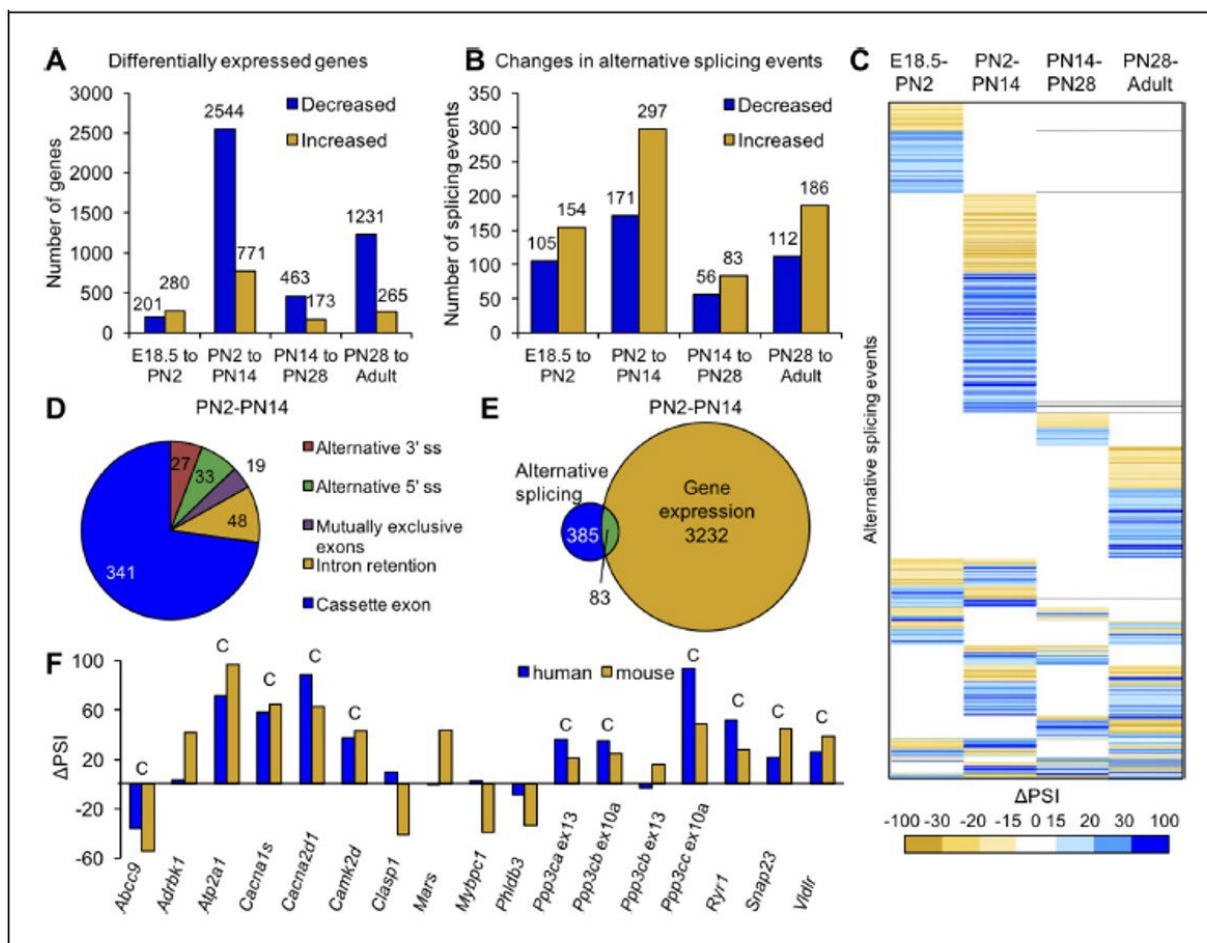 A Differentially expressed genes
Number of genes
3000
2500
2000
1500
1000
500
0
Decreased
Increased
201 280
2544 771
463 173
1231 265
E18.5 to PN2 to PN14 to PN28 to
PN2 PN14 PN28 Adult
B Changes in alternative splicing events
Number of splicing events
350
300
250
200
150
100
50
0
Decreased
Increased
105 154
171 297
56 83
112 186
E18.5 to PN2 to PN14 to PN28 to
PN2 PN14 PN28 Adult
C E18.5- PN2- PN14- PN28-
PN2 PN14 PN28 Adult
Alternative splicing events
ΔPSI
-100 -30 -15 0 15 30 100
-20 20
D PN2-PN14
27
33
19
48
341
Alternative 3' ss
Alternative 5' ss
Mutually exclusive
exons
Intron retention
Cassette exon
E PN2-PN14
Alternative
splicing
385
83
Gene
expression
3232
F
ΔPSI
100
60
20
-20
-60
human mouse
C C C C C C C C C C C
Abcc9
Adrbk1
Atp2a1
Cacna1s
Cacna2d1
Camk2d
Clasp1
Mars
Mybpc1
Phldb3
Ppp3ca ex13
Ppp3cb ex10a
Ppp3cb ex13
Ppp3cc ex10a
Ryr1
Snap23
Vldlr